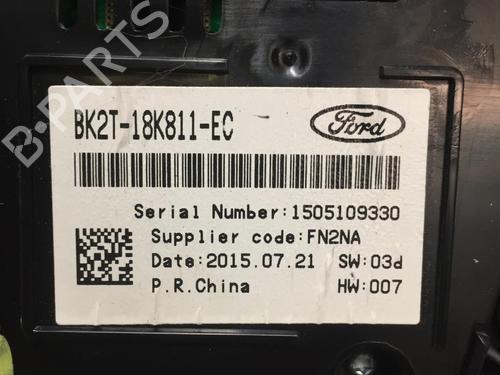 B-PARTS
BK2T-18K811-EC
Ford
Serial Number:1505109330
Supplier code:FN2NA
Date:2015.07.21 SW:03d
P.R.China HW:007